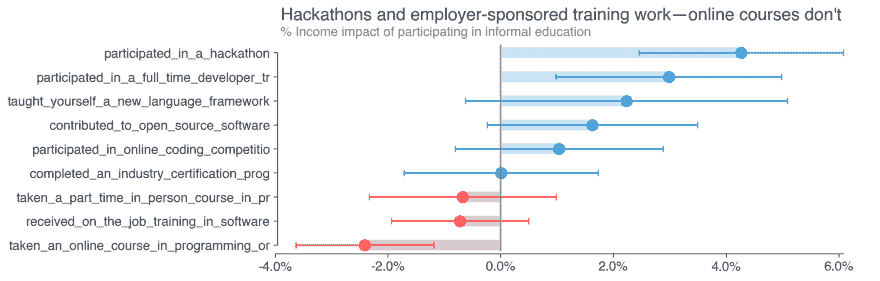 Hackathons and employer-sponsored training work—online courses don't
% Income impact of participating in informal education
participated_in_a_hackathon
participated_in_a_full_time_developer_tr
taught_yourself_a_new_language_framework
contributed_to_open_source_software
participated_in_online_coding_competitio
completed_an_industry_certification_prog
taken_a_part_time_in_person_course_in_pr
received_on_the_job_training_in_software
taken_an_online_course_in_programming_or
-4.0% -2.0% 0.0% 2.0% 4.0% 6.0%